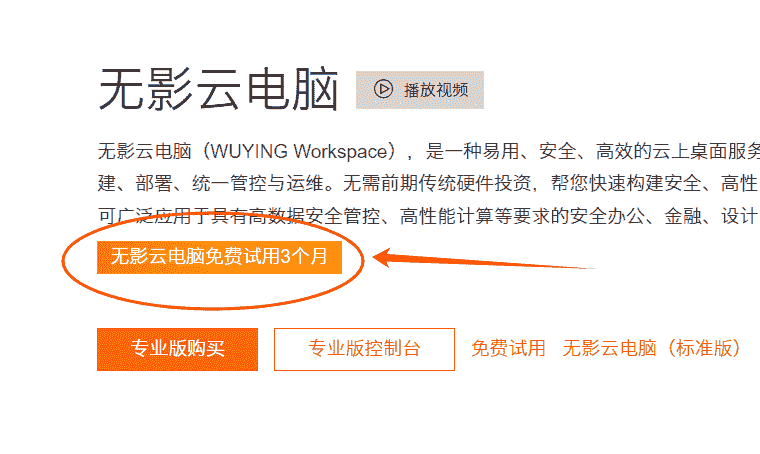 无影云电脑 播放视频
无影云电脑（WUYING Workspace），是一种易用、安全、高效的云上桌面服务
建、部署、统一管控与运维。无需前期传统硬件投资，帮您快速构建安全、高性
可广泛应用于具有高数据安全管控、高性能计算等要求的安全办公、金融、设计
无影云电脑免费试用3个月
专业版购买 专业版控制台 免费试用 无影云电脑（标准版）